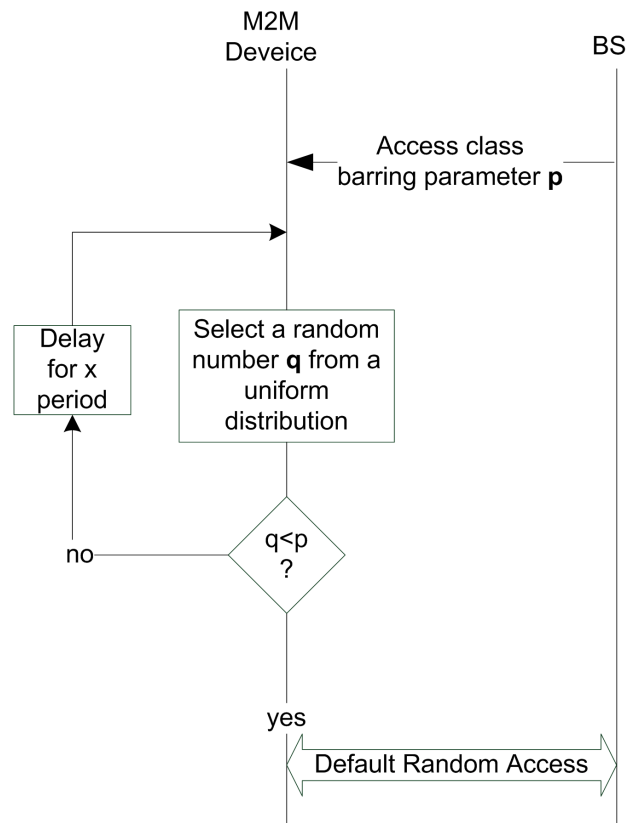 M2M
Deveice
BS
Access class
barring parameter p
Delay
for x
period
Select a random
number q from a
uniform
distribution
q<p
?
no
yes
Default Random Access